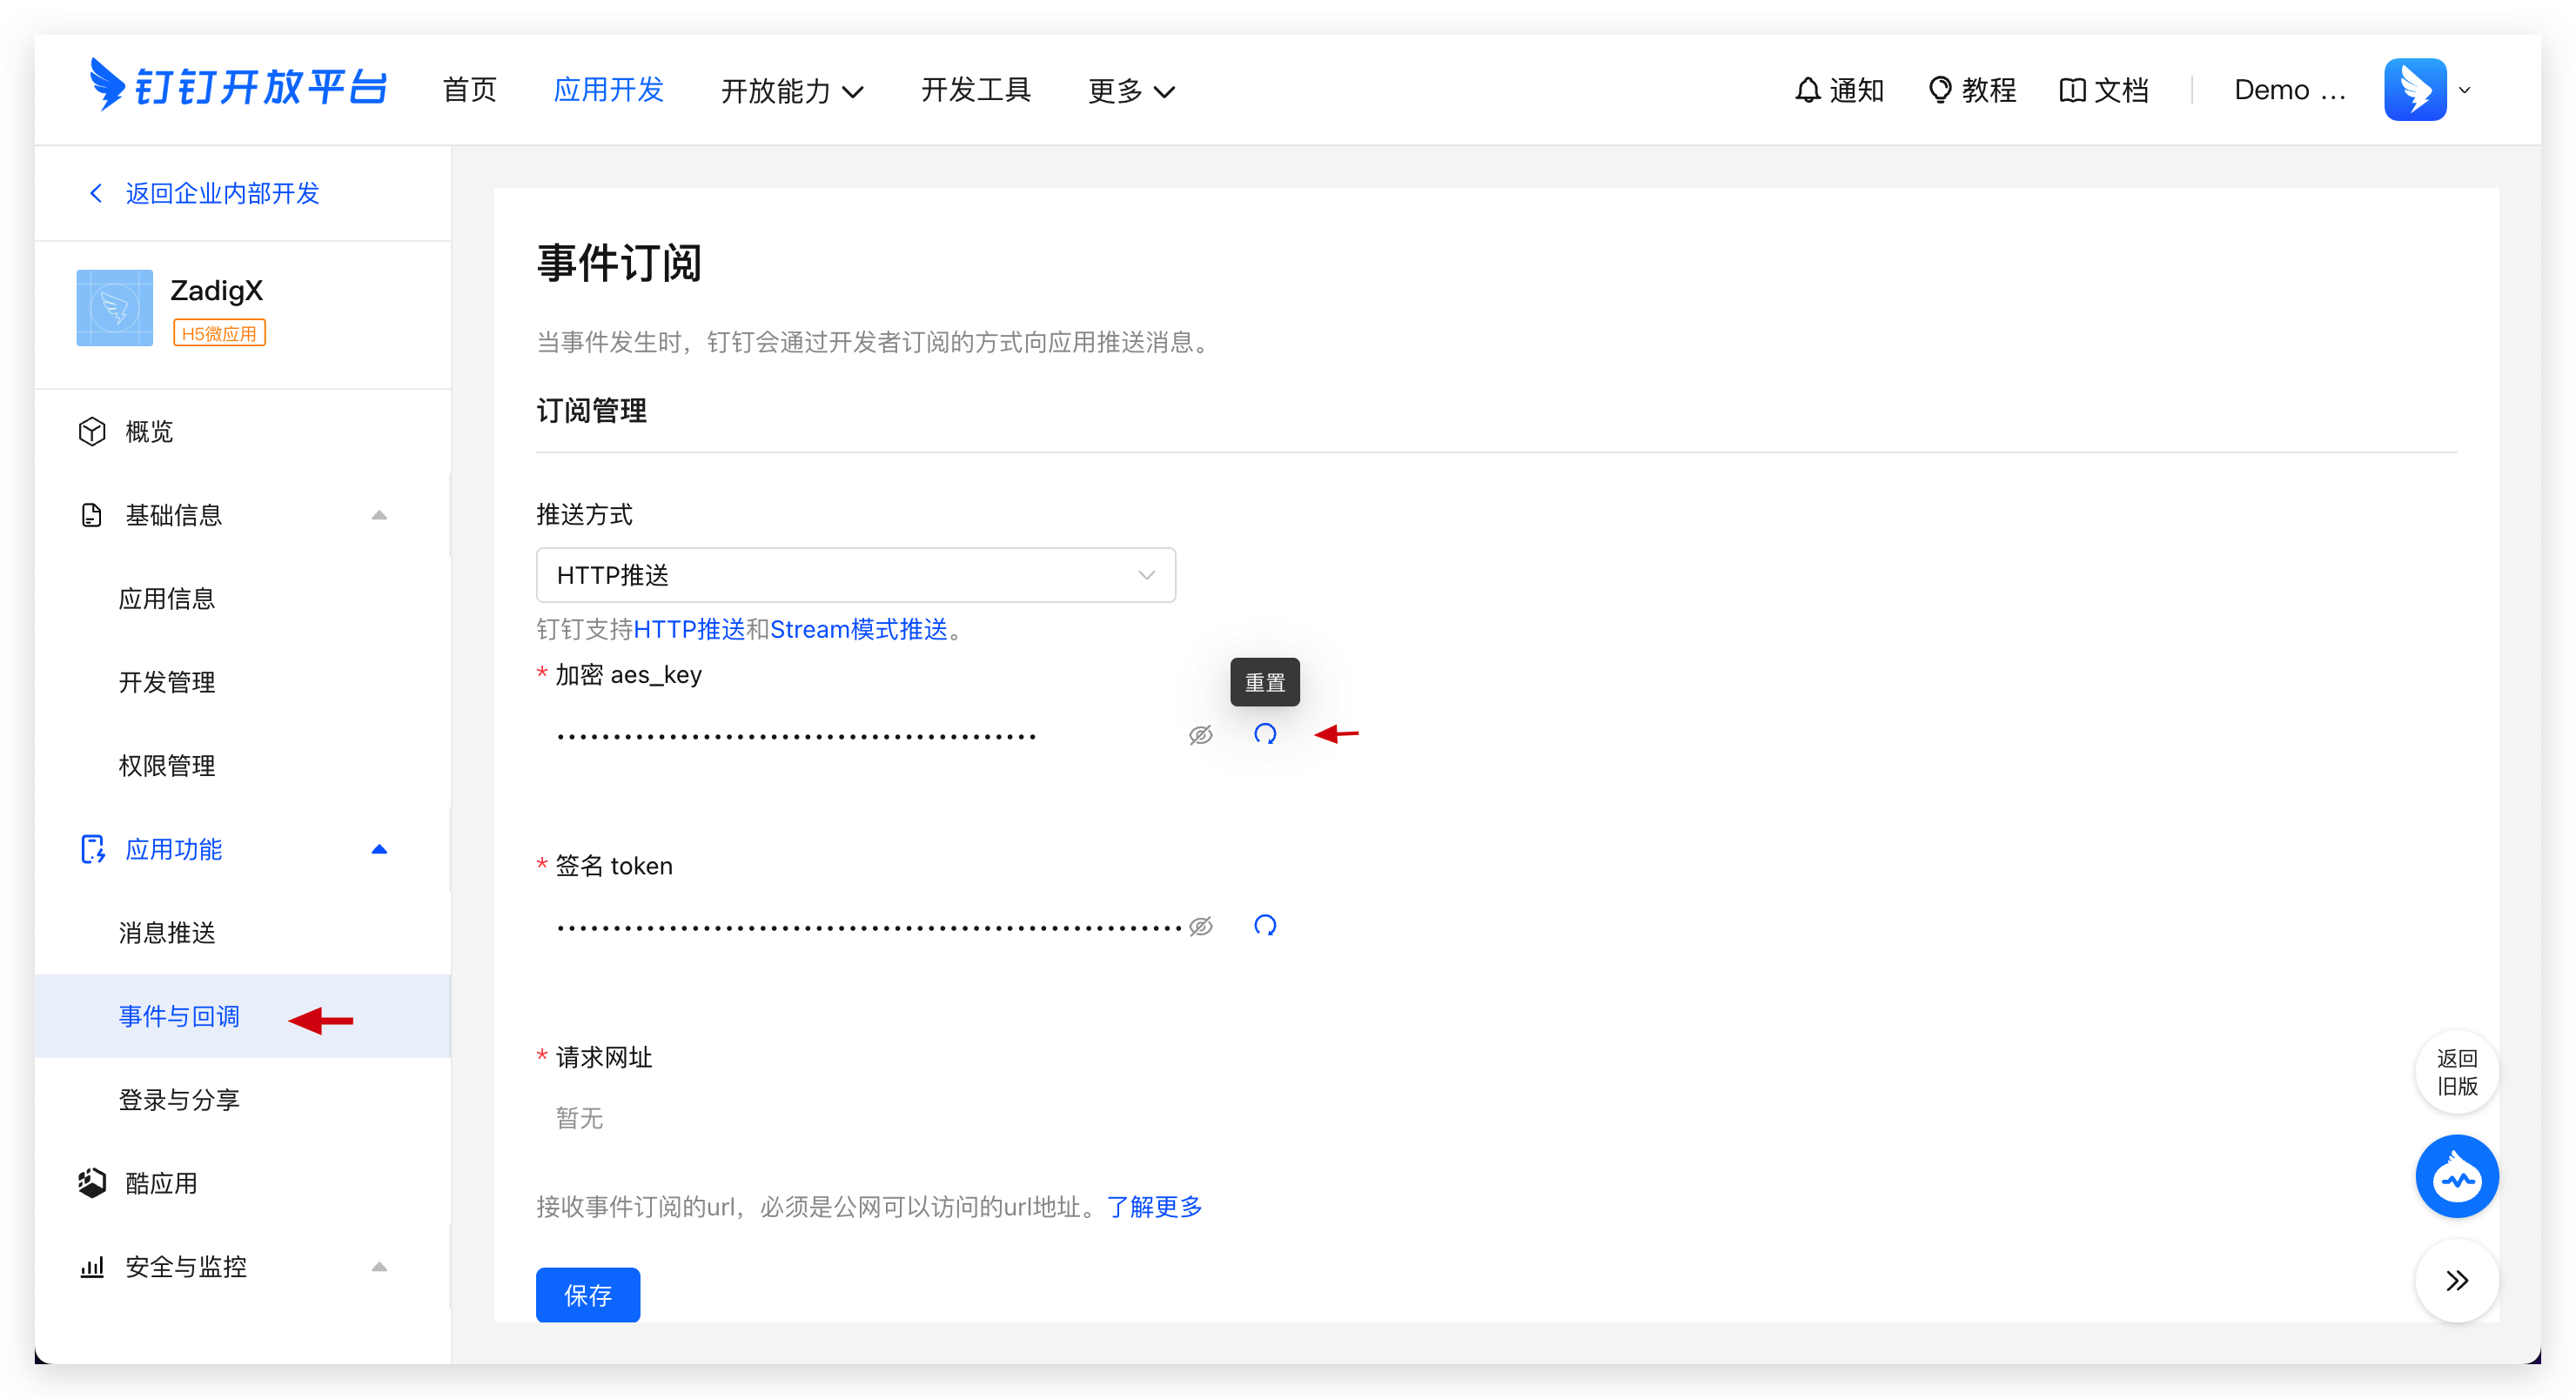 钉钉开放平台 首页 应用开发 开放能力 开发工具 更多 通知 教程 文档 Demo ...
返回企业内部开发
ZadigX
H5微应用
概览
基础信息
应用信息
开发管理
权限管理
应用功能
消息推送
事件与回调
登录与分享
酷应用
安全与监控
事件订阅
当事件发生时，钉钉会通过开发者订阅的方式向应用推送消息。
订阅管理
推送方式
HTTP推送
钉钉支持HTTP推送和Stream模式推送。
* 加密 aes_key
重置
* 签名 token
* 请求网址
暂无
接收事件订阅的url，必须是公网可以访问的url地址。了解更多
保存
返回
旧版